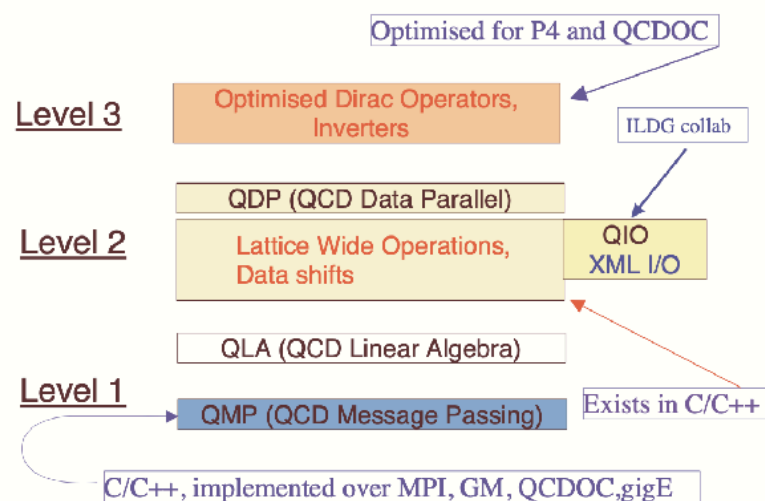 Optimised for P4 and QCDOC
Level 3
Optimised Dirac Operators,
Inverters
ILDG collab
QDP (QCD Data Parallel)
Level 2
Lattice Wide Operations,
Data shifts
QIO
XML I/O
QLA (QCD Linear Algebra)
Level 1
QMP (QCD Message Passing)
Exists in C/C++
C/C++, implemented over MPI, GM, QCDOC,gigE